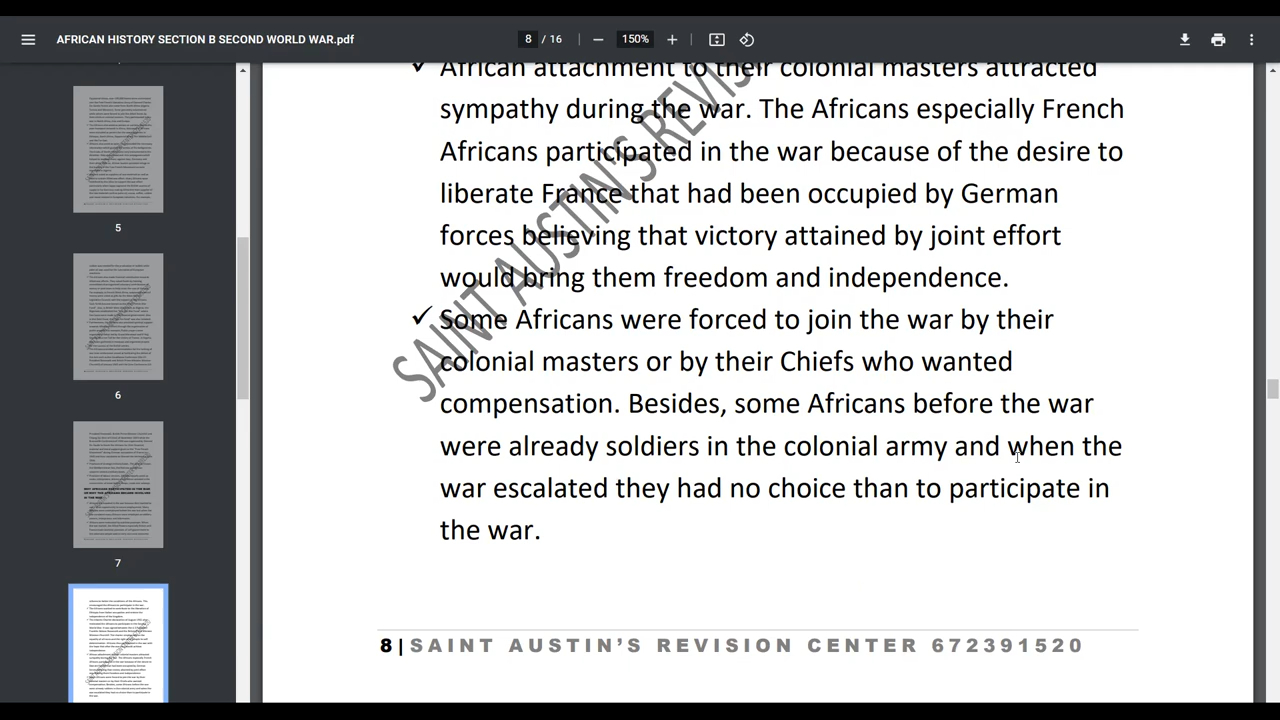 AFRICAN HISTORY SECTION B SECOND WORLD WAR.pdf
8 / 16
150%
African attachment to their colonial masters attracted
sympathy during the war. The Africans especially French
Africans participated in the war because of the desire to
liberate France that had been occupied by German
forces believing that victory attained by joint effort
would bring them freedom and independence.
✓ Some Africans were forced to join the war by their
colonial masters or by their Chiefs who wanted
compensation. Besides, some Africans before the war
were already soldiers in the colonial army and when the
war escalated they had no choice than to participate in
the war.
8|SAINT AUSTIN'S REVISION CENTER 672391520
SAINT AUSTIN'S REVIS
5
6
7